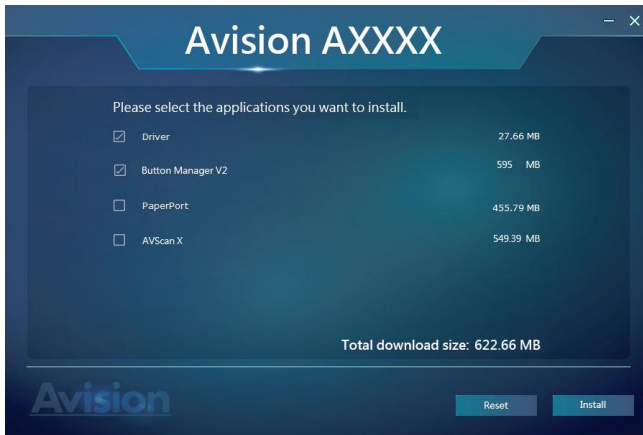 Avision AXXXX
Please select the applications you want to install.
Driver 27.66 MB
Button Manager V2 595 MB
PaperPort 455.79 MB
AVScan X 549.39 MB
Total download size: 622.66 MB
Avision
Reset Install